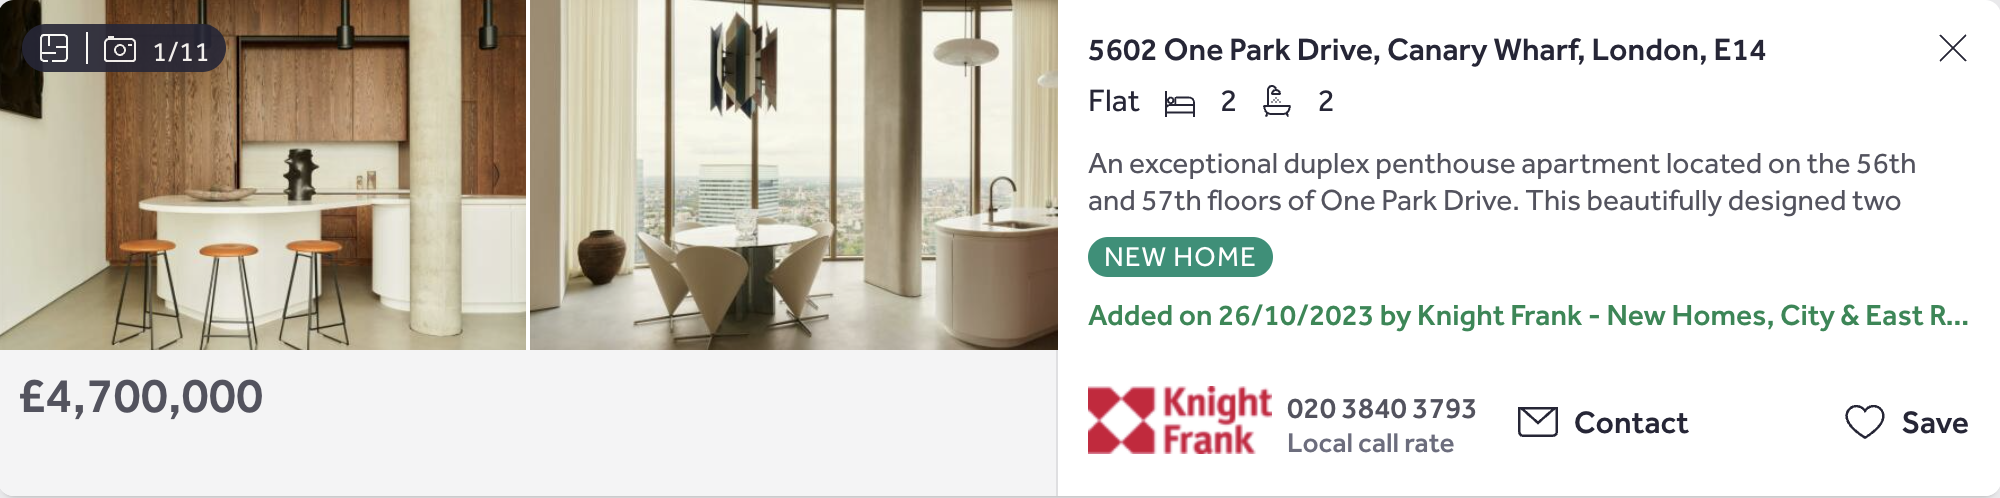 1/11
£4,700,000
5602 One Park Drive, Canary Wharf, London, E14
Flat 2 2
An exceptional duplex penthouse apartment located on the 56th
and 57th floors of One Park Drive. This beautifully designed two
NEW HOME
Added on 26/10/2023 by Knight Frank - New Homes, City & East R...
Knight
Frank
020 3840 3793
Local call rate
Contact
Save